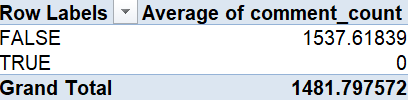 Row Labels Average of comment_count
FALSE 1537.61839
TRUE 0
Grand Total 1481.797572